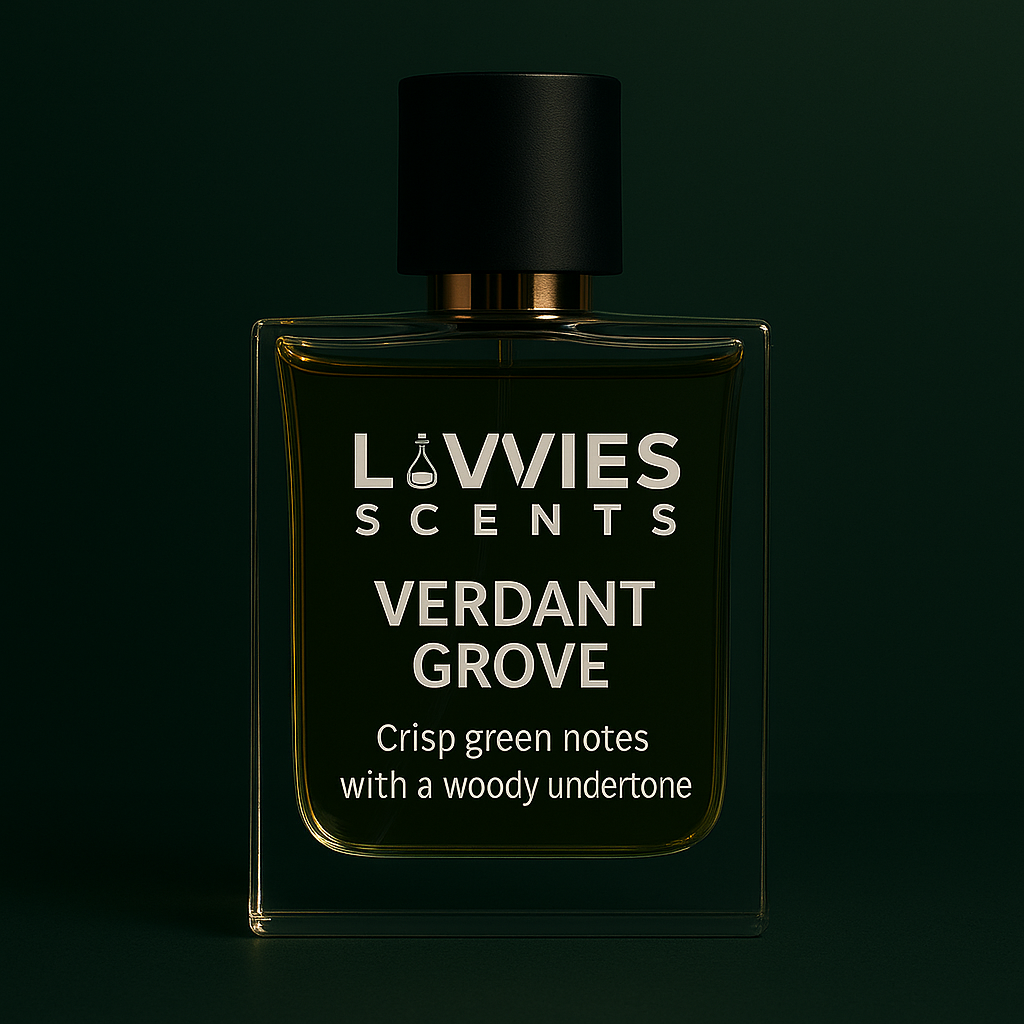 LIVVIES
SCENTS
VERDANT
GROVE
Crisp green notes
with a woody undertone